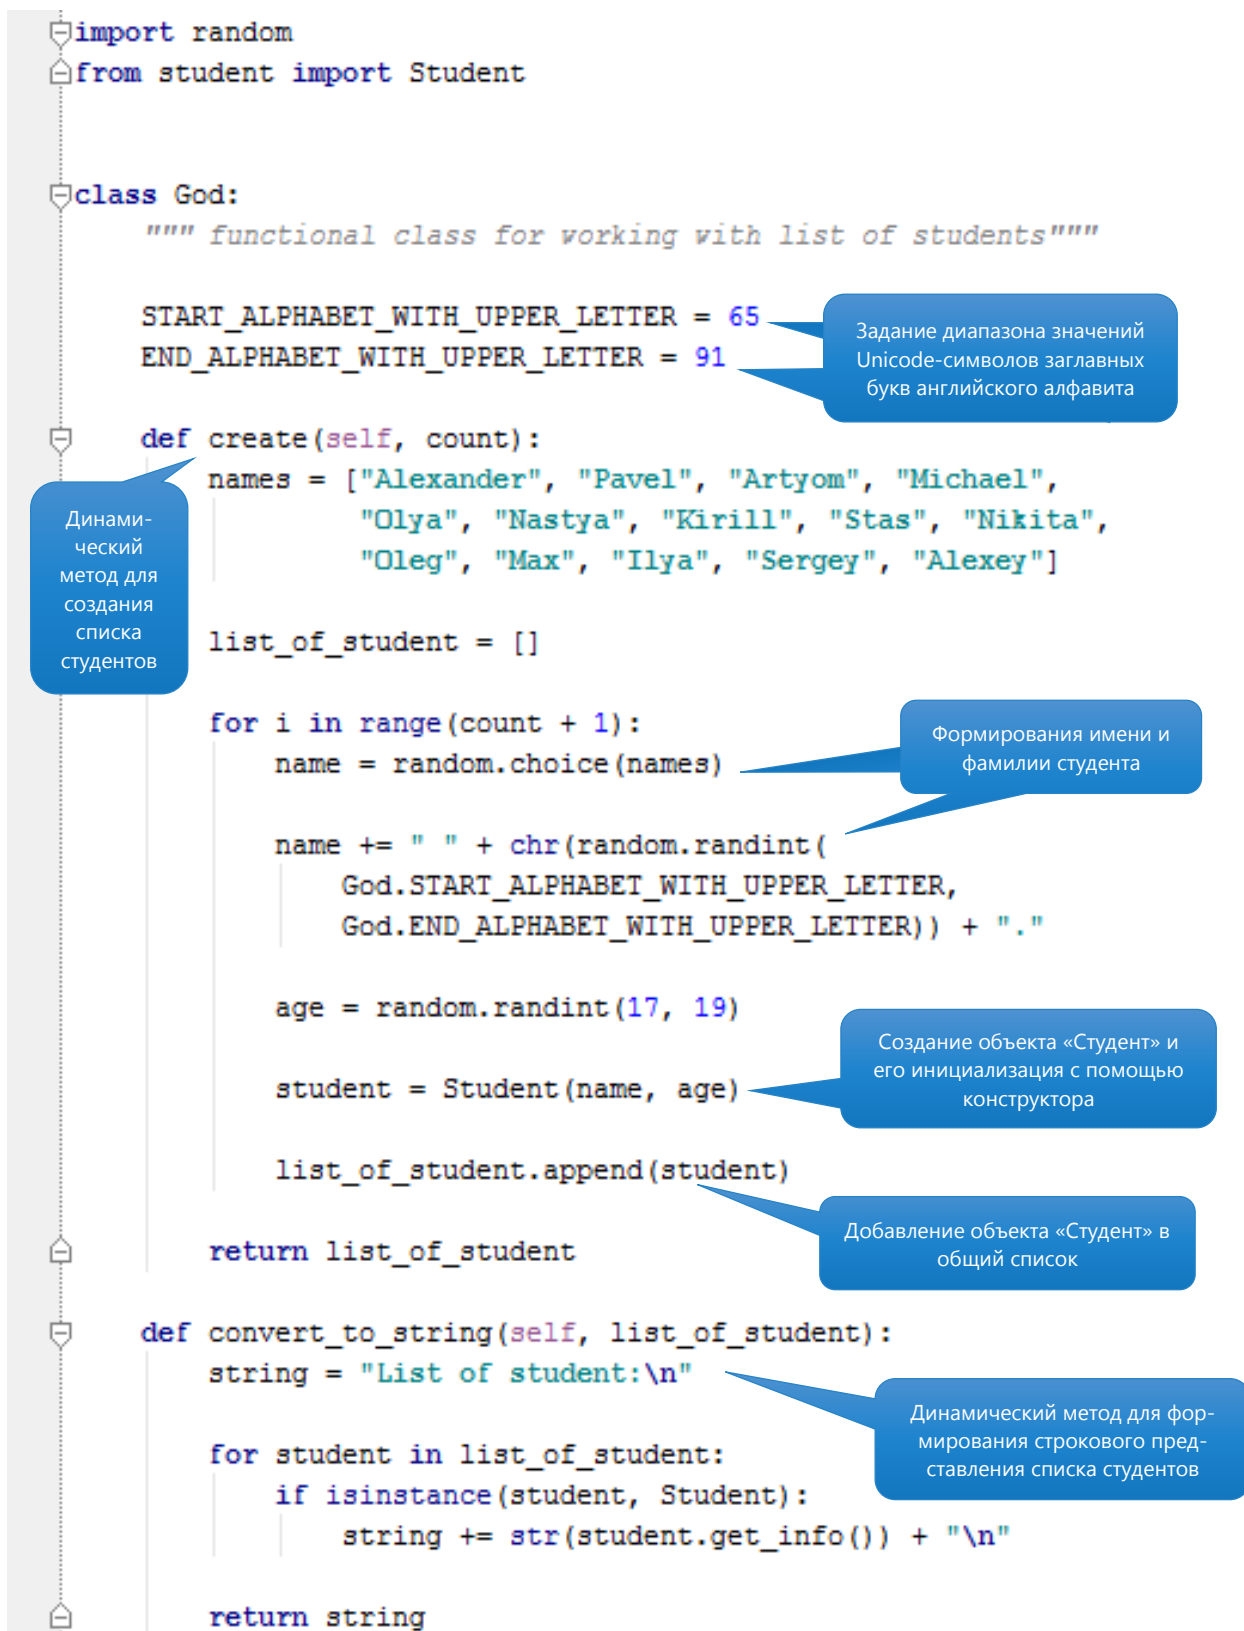 import random
from student import Student
class God:
""" functional class for working with list of students"""
START_ALPHABET_WITH_UPPER_LETTER = 65
END_ALPHABET_WITH_UPPER_LETTER = 91
Задание диапазона значений
Unicode-символов заглавных
букв английского алфавита
def create(self, count):
names = ["Alexander", "Pavel", "Artyom", "Michael",
"Olya", "Nastya", "Kirill", "Stas", "Nikita",
"Oleg", "Max", "Ilya", "Sergey", "Alexey"]
Динами-
ческий
метод для
создания
списка
студентов
list_of_student = []
for i in range(count + 1):
name = random.choice(names)
Формирования имени и
фамилии студента
name += " " + chr(random.randint(
God.START_ALPHABET_WITH_UPPER_LETTER,
God.END_ALPHABET_WITH_UPPER_LETTER)) + "."
age = random.randint(17, 19)
Создание объекта «Студент» и
его инициализация с помощью
конструктора
student = Student(name, age)
list_of_student.append(student)
Добавление объекта «Студент» в
общий список
return list_of_student
def convert_to_string(self, list_of_student):
string = "List of student:\n"
Динамический метод для фор-
мирования строкового пред-
ставления списка студентов
for student in list_of_student:
if isinstance(student, Student):
string += str(student.get_info()) + "\n"
return string